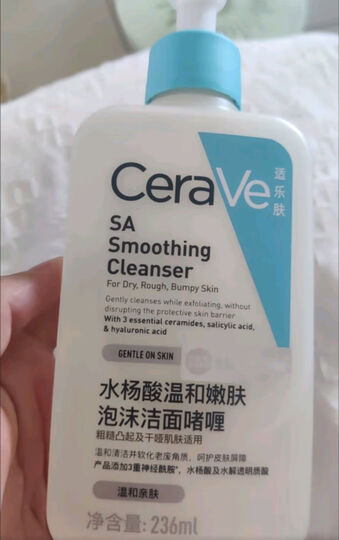 CeraVe
适乐肤
SA
Smoothing
Cleanser
For Dry, Rough, Bumpy Skin
Gently cleanses while exfoliating, without
disrupting the protective skin barrier
With 3 essential ceramides, salicylic acid,
& hyaluronic acid
GENTLE ON SKIN
水杨酸温和嫩肤
泡沫洁面啫喱
粗糙凸起及干哑肌肤适用
温和清洁并软化老废角质，呵护皮肤屏障
产品添加3重神经酰胺*，水杨酸及水解透明质酸
温和亲肤
净含量: 236ml